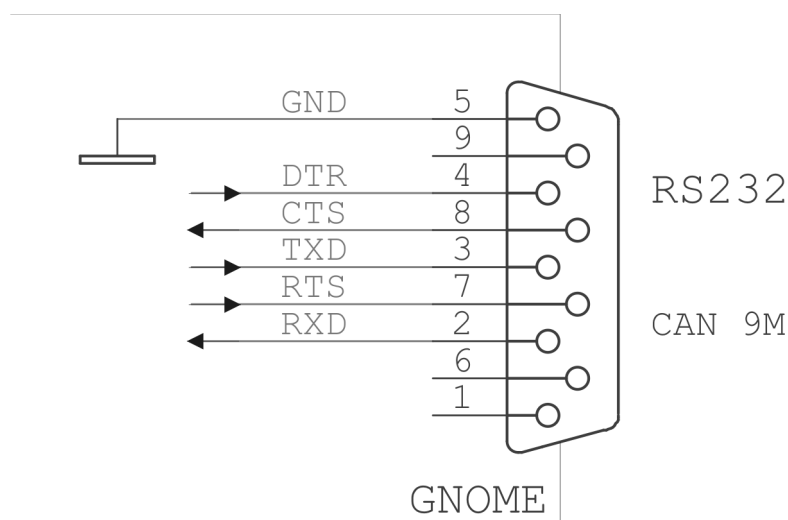 GND 5
9
DTR 4
RS232
CTS 8
TXD 3
RTS 7
CAN 9M
RXD 2
6
1
GNOME